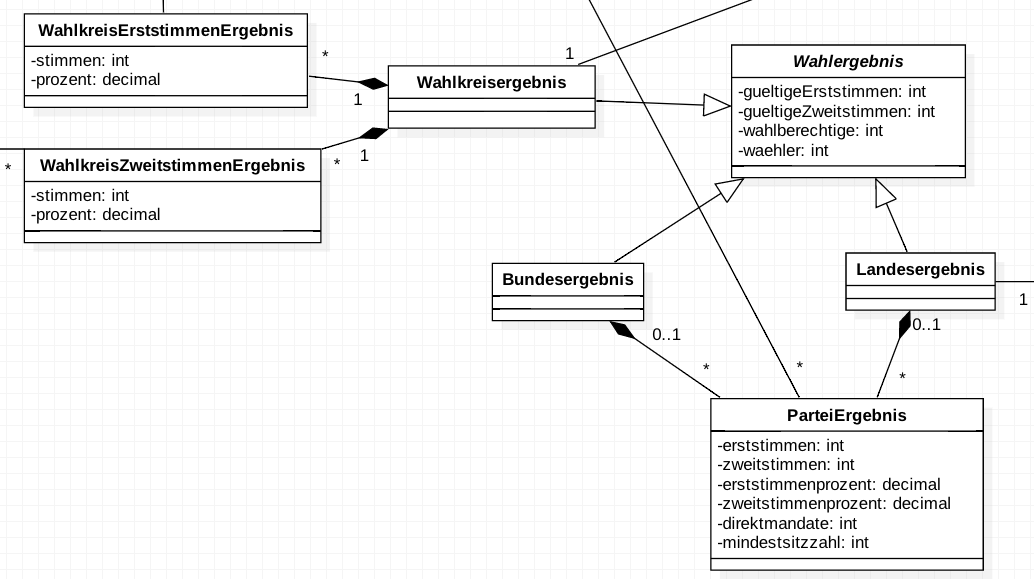 WahlkreisErststimmenErgebnis
-stimmen: int
-prozent: decimal
*
1
Wahlkreisergebnis
1
WahlkreisZweitstimmenErgebnis
-stimmen: int
-prozent: decimal
*
*
1
Wahlergebnis
-gueltigeErststimmen: int
-gueltigeZweitstimmen: int
-wahlberechtige: int
-waehler: int
Bundesergebnis
0..1
*
Landesergebnis
1
0..1
*
*
ParteiErgebnis
-erststimmen: int
-zweitstimmen: int
-erststimmenprozent: decimal
-zweitstimmenprozent: decimal
-direktmandate: int
-mindestsitzzahl: int